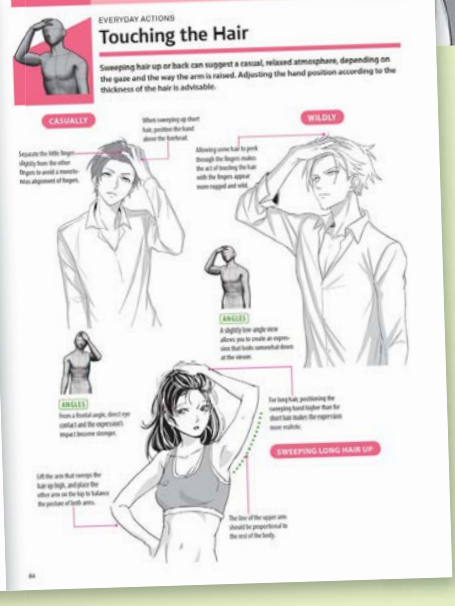 EVERYDAY ACTIONS
Touching the Hair
Sweeping hair up or back can suggest a casual, relaxed atmosphere, depending on
the gaze and the way the arm is raised. Adjusting the hand position according to the
thickness of the hair is advisable.
CASUALLY
When sweeping up short
hair, position the hand
above the forehead.
Separate the little finger
slightly from the other
fingers to avoid a monoto-
nous alignment of fingers.
WILDLY
Allowing some hair to peek
through the fingers makes
the act of touching the hair
with the fingers appear
more rugged and wild.
ANGLES
A slightly low-angle view
allows you to create an expres-
sion that looks somewhat down
at the viewer.
ANGLES
From a frontal angle, direct eye
contact and the expression's
impact become stronger.
For long hair, positioning the
sweeping hand higher than for
short hair makes the expression
more realistic.
SWEEPING LONG HAIR UP
Lift the arm that sweeps the
hair up high, and place the
other arm on the hip to balance
the posture of both arms.
The line of the upper arm
should be proportional to
the rest of the body.
64